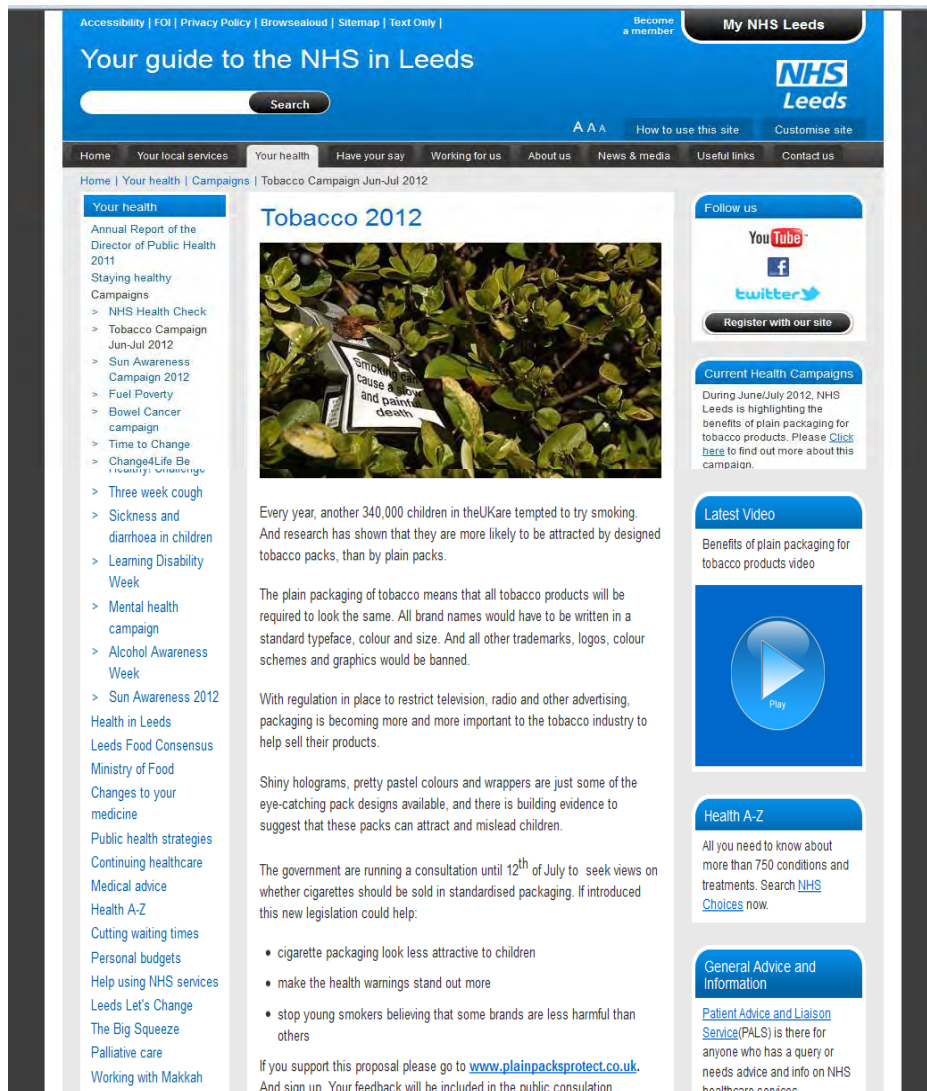 Accessibility | FOI | Privacy Policy | Browsealoud | Sitemap | Text Only |
Become
a member
My NHS Leeds
Your guide to the NHS in Leeds
NHS
Leeds
Search
A A A
How to use this site
Customise site
Home
Your local services
Your health
Have your say
Working for us
About us
News & media
Useful links
Contact us
Home | Your health | Campaigns | Tobacco Campaign Jun-Jul 2012
Your health
Annual Report of the
Director of Public Health
2011
Staying healthy
Campaigns
> NHS Health Check
> Tobacco Campaign
Jun-Jul 2012
> Sun Awareness
Campaign 2012
> Fuel Poverty
> Bowel Cancer
campaign
> Time to Change
> Change4Life Be
Healthy! Challenge
> Three week cough
> Sickness and
diarrhoea in children
> Learning Disability
Week
> Mental health
campaign
> Alcohol Awareness
Week
> Sun Awareness 2012
Health in Leeds
Leeds Food Consensus
Ministry of Food
Changes to your
medicine
Public health strategies
Continuing healthcare
Medical advice
Health A-Z
Cutting waiting times
Personal budgets
Help using NHS services
Leeds Let's Change
The Big Squeeze
Palliative care
Working with Makkah
Tobacco 2012
Smoking can
cause a slow
and painful
death
Every year, another 340,000 children in theUKare tempted to try smoking.
And research has shown that they are more likely to be attracted by designed
tobacco packs, than by plain packs.
The plain packaging of tobacco means that all tobacco products will be
required to look the same. All brand names would have to be written in a
standard typeface, colour and size. And all other trademarks, logos, colour
schemes and graphics would be banned.
With regulation in place to restrict television, radio and other advertising,
packaging is becoming more and more important to the tobacco industry to
help sell their products.
Shiny holograms, pretty pastel colours and wrappers are just some of the
eye-catching pack designs available, and there is building evidence to
suggest that these packs can attract and mislead children.
The government are running a consultation until 12th of July to seek views on
whether cigarettes should be sold in standardised packaging. If introduced
this new legislation could help:
• cigarette packaging look less attractive to children
• make the health warnings stand out more
• stop young smokers believing that some brands are less harmful than
others
If you support this proposal please go to www.plainpacksprotect.co.uk.
And sign up. Your feedback will be included in the public consulation
Follow us
YouTube
f
twitter
Register with our site
Current Health Campaigns
During June/July 2012, NHS
Leeds is highlighting the
benefits of plain packaging for
tobacco products. Please Click
here to find out more about this
campaign.
Latest Video
Benefits of plain packaging for
tobacco products video
Play
Health A-Z
All you need to know about
more than 750 conditions and
treatments. Search NHS
Choices now.
General Advice and
Information
Patient Advice and Liaison
Service(PALS) is there for
anyone who has a query or
needs advice and info on NHS
healthcare services